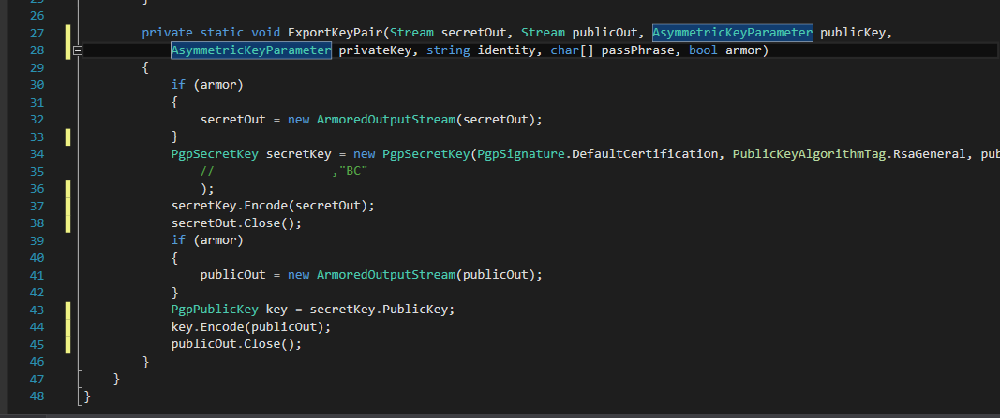 25 }
26
27 private static void ExportKeyPair(Stream secretOut, Stream publicOut, AsymmetricKeyParameter publicKey,
28 AsymmetricKeyParameter privateKey, string identity, char[] passPhrase, bool armor)
29 {
30 if (armor)
31 {
32 secretOut = new ArmoredOutputStream(secretOut);
33 }
34 PgpSecretKey secretKey = new PgpSecretKey(PgpSignature.DefaultCertification, PublicKeyAlgorithmTag.RsaGeneral, pub
35 // ,"BC"
36 );
37 secretKey.Encode(secretOut);
38 secretOut.Close();
39 if (armor)
40 {
41 publicOut = new ArmoredOutputStream(publicOut);
42 }
43 PgpPublicKey key = secretKey.PublicKey;
44 key.Encode(publicOut);
45 publicOut.Close();
46 }
47 }
48 }